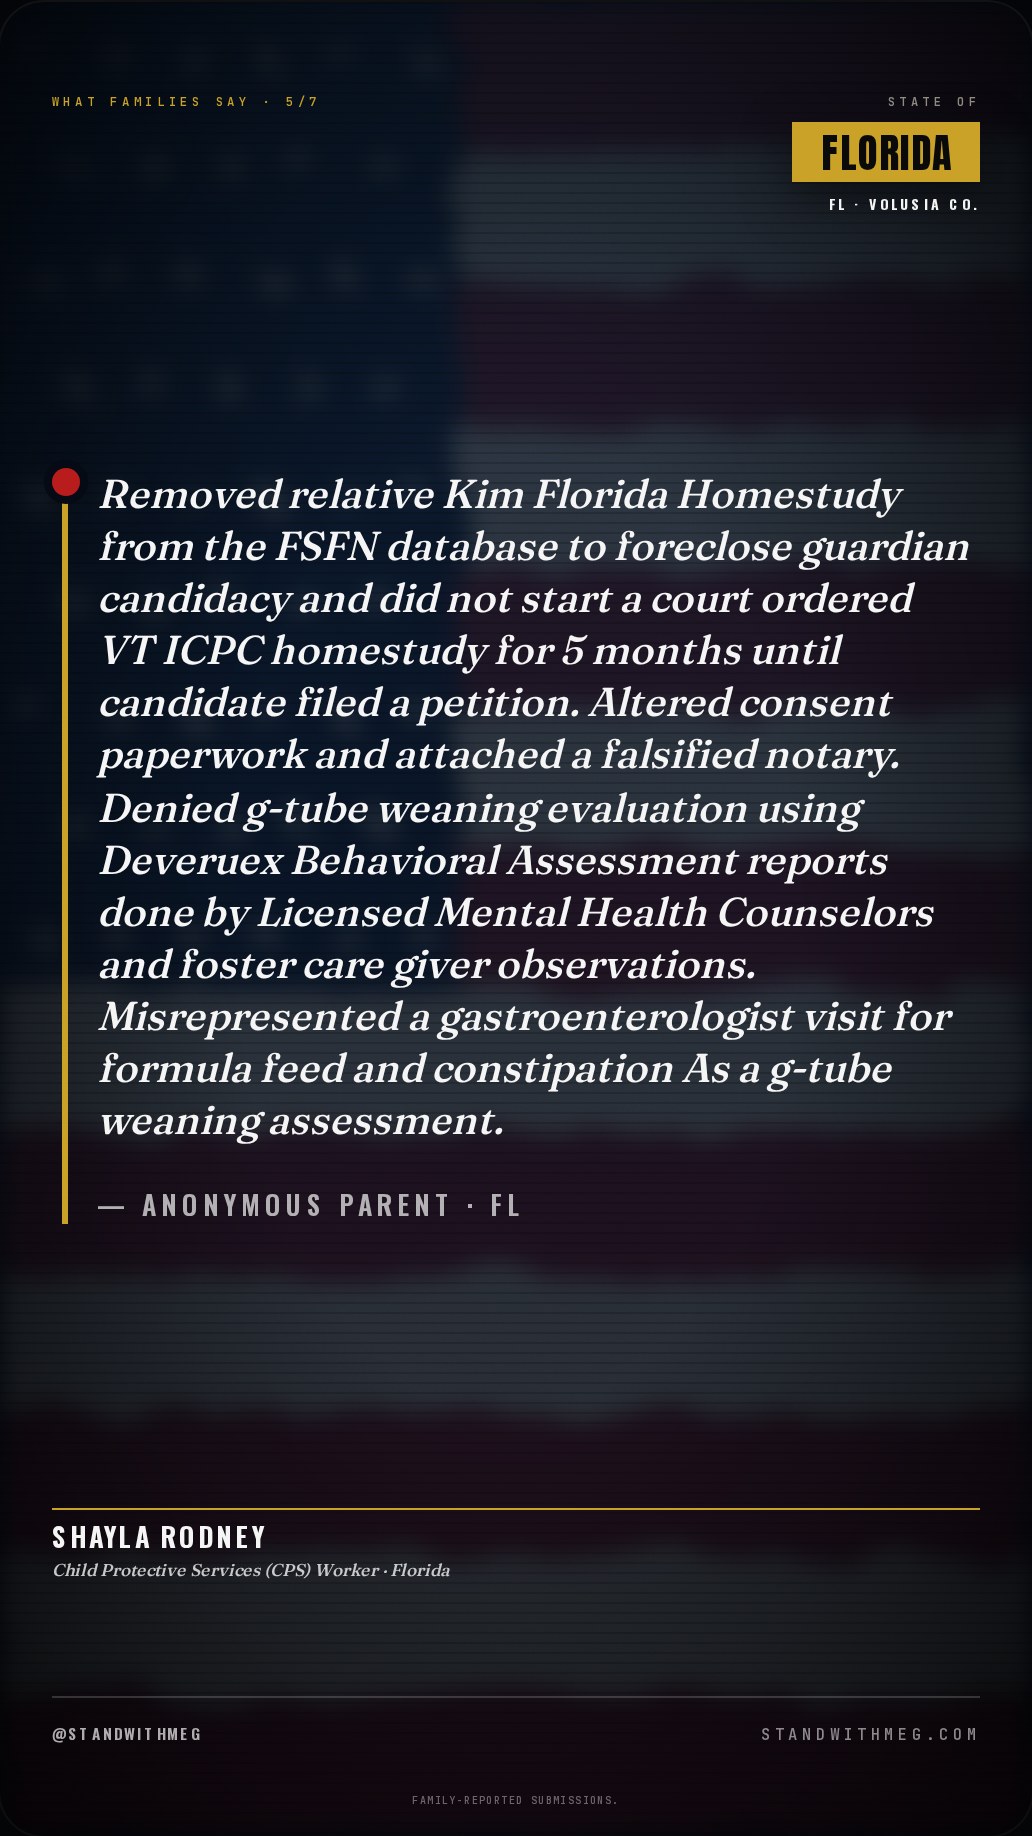 WHAT FAMILIES SAY · 5/7
STATE OF
FLORIDA
FL · VOLUSIA CO.
Removed relative Kim Florida Homestudy
from the FSFN database to foreclose guardian
candidacy and did not start a court ordered
VT ICPC homestudy for 5 months until
candidate filed a petition. Altered consent
paperwork and attached a falsified notary.
Denied g-tube weaning evaluation using
Deveruex Behavioral Assessment reports
done by Licensed Mental Health Counselors
and foster care giver observations.
Misrepresented a gastroenterologist visit for
formula feed and constipation As a g-tube
weaning assessment.
— ANONYMOUS PARENT · FL
SHAYLA RODNEY
Child Protective Services (CPS) Worker · Florida
@STANDWITHMEG
STANDWITHMEG.COM
FAMILY-REPORTED SUBMISSIONS.